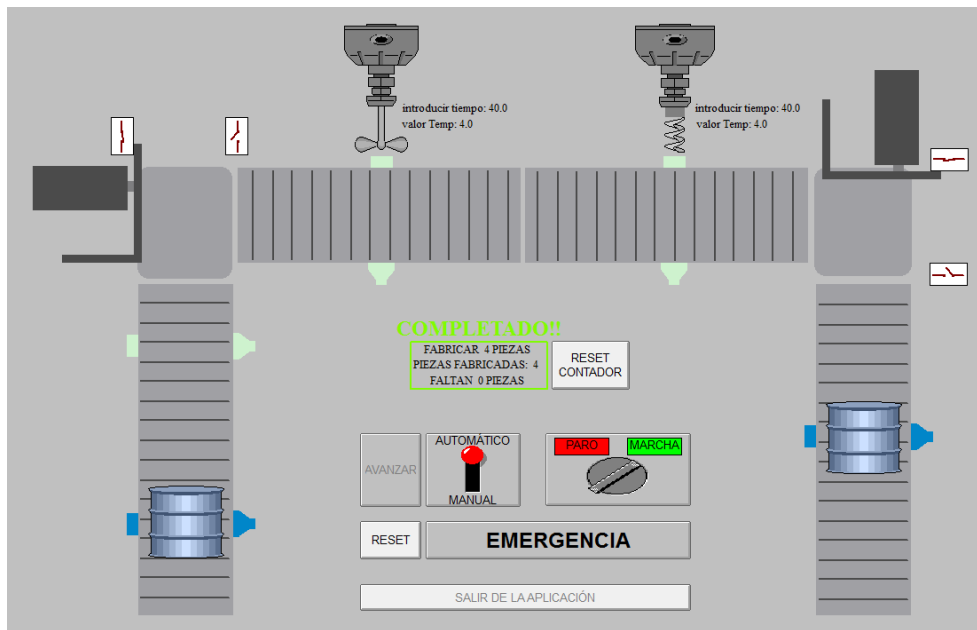 introducir tiempo: 40.0
valor Temp: 4.0
introducir tiempo: 40.0
valor Temp: 4.0
COMPLETADO!!
FABRICAR 4 PIEZAS
PIEZAS FABRICADAS: 4
FALTAN 0 PIEZAS
RESET
CONTADOR
AVANZAR
AUTOMÁTICO
MANUAL
PARO
MARCHA
RESET
EMERGENCIA
SALIR DE LA APLICACIÓN